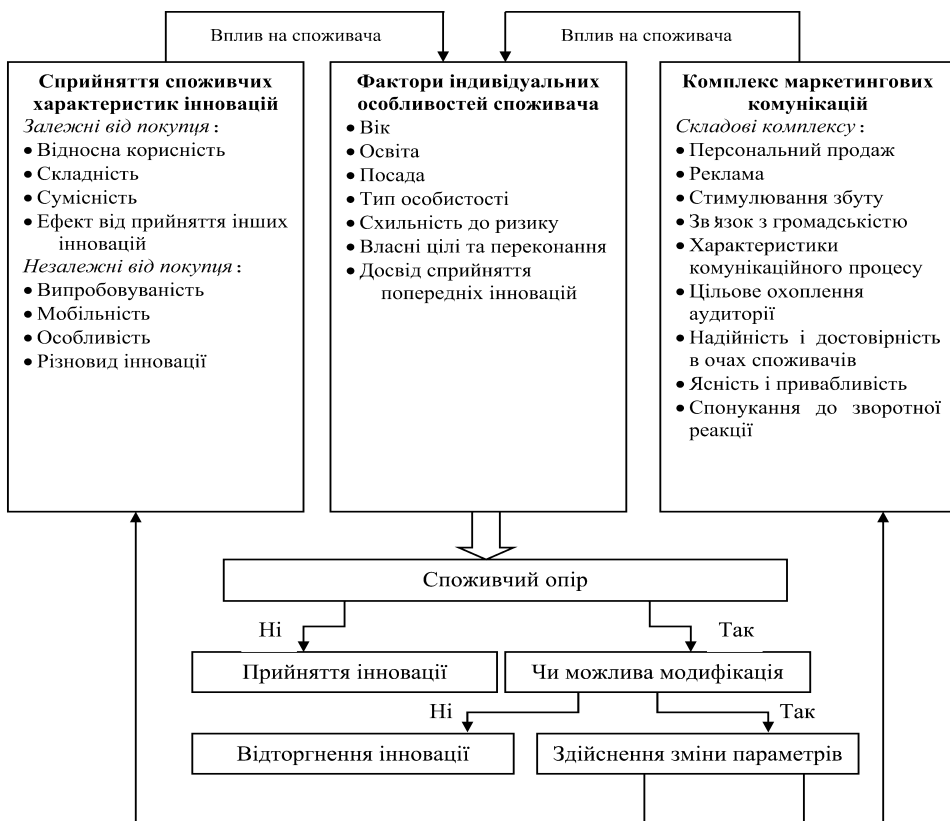 Вплив на споживача
Вплив на споживача
Сприйняття споживчих
характеристик інновацій
Залежні від покупця :
• Відносна корисність
• Складність
• Сумісність
• Ефект від прийняття інших
інновацій
Незалежні від покупця :
• Випробовуваність
• Мобільність
• Особливість
• Різновид інновації
Фактори індивідуальних
особливостей споживача
• Вік
• Освіта
• Посада
• Тип особистості
• Схильність до ризику
• Власні цілі та переконання
• Досвід сприйняття
попередніх інновацій
Комплекс маркетингових
комунікацій
Складові комплексу :
• Персональний продаж
• Реклама
• Стимулювання збуту
• Зв'язок з громадськістю
• Характеристики
комунікаційного процесу
• Цільове охоплення
аудиторії
• Надійність і достовірність
в очах споживачів
• Ясність і привабливість
• Спонукання до зворотної
реакції
Споживчий опір
Ні
Так
Прийняття інновації
Чи можлива модифікація
Ні
Так
Відторгнення інновації
Здійснення зміни параметрів